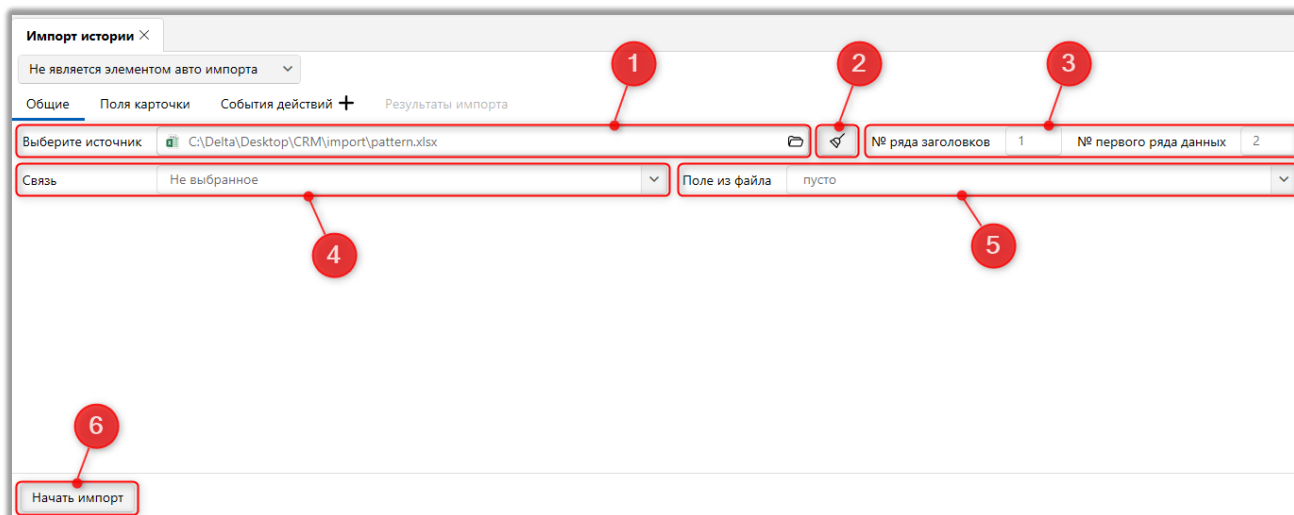 Импорт истории
Не является элементом авто импорта
1 2 3
Общие Поля карточки События действий Результаты импорта
Выберите источник C:\Delta\Desktop\CRM\import\pattern.xlsx № ряда заголовков 1 № первого ряда данных 2
Связь Не выбранное Поле из файла пусто
4 5
6
Начать импорт